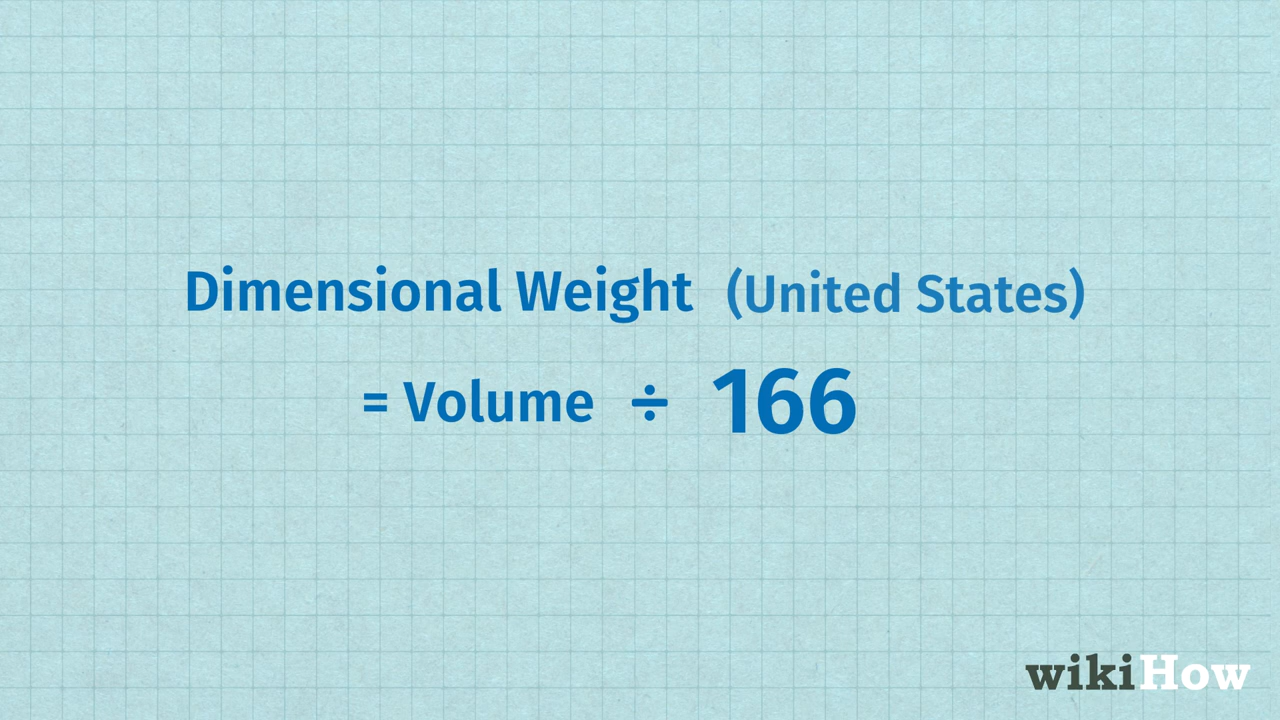 Dimensional Weight (United States)
= Volume ÷ 166
wikiHow